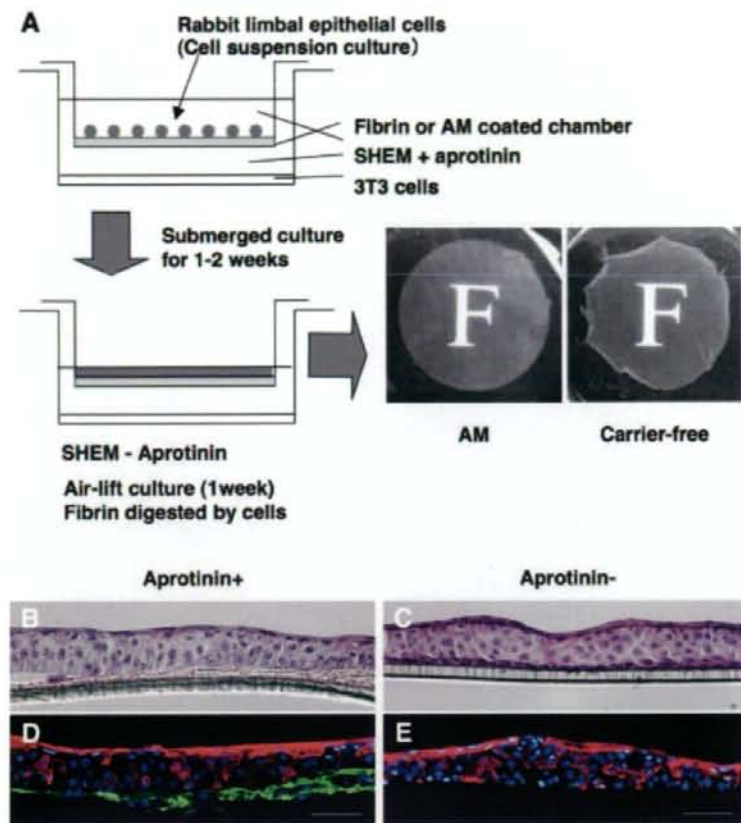 A
Rabbit limbal epithelial cells
(Cell suspension culture)
Fibrin or AM coated chamber
SHEM + aprotinin
3T3 cells
Submerged culture
for 1-2 weeks
F
F
AM
Carrier-free
SHEM - Aprotinin
Air-lift culture (1week)
Fibrin digested by cells
Aprotinin+
Aprotinin-
B
C
D
E